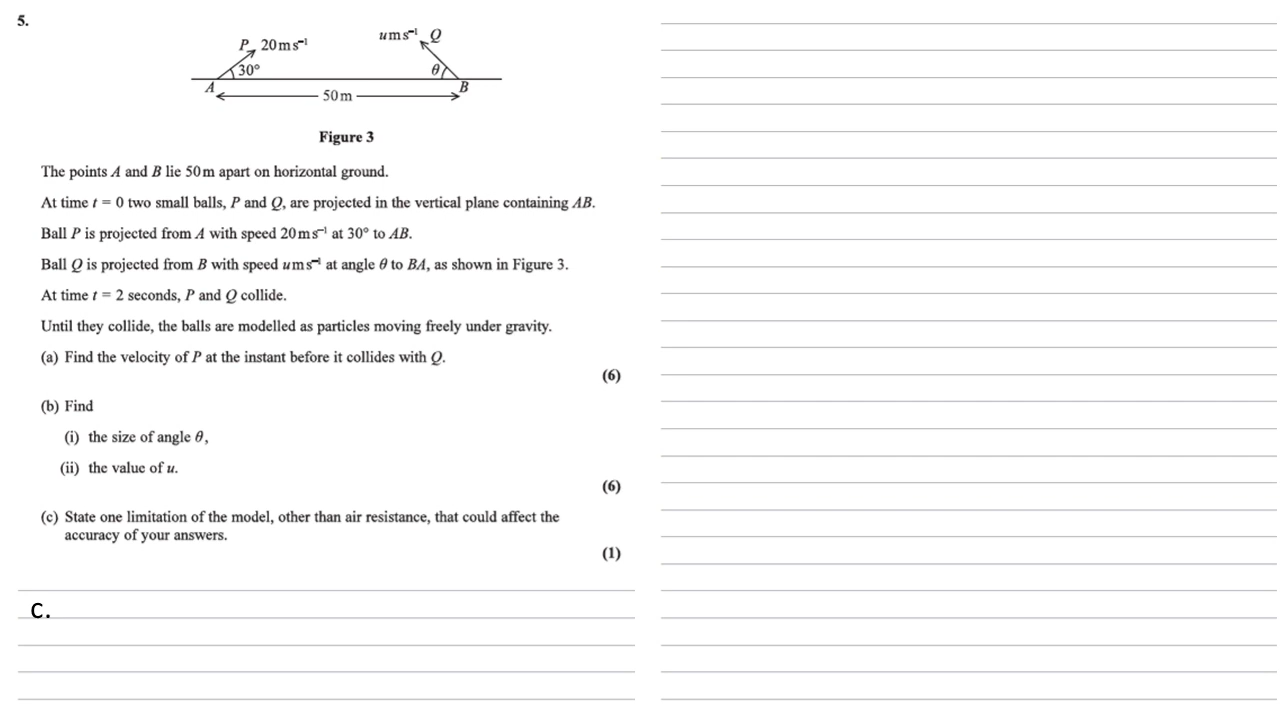 5.
P 20 m s⁻¹ u m s⁻¹ Q
30° θ
A B
50 m
Figure 3
The points A and B lie 50 m apart on horizontal ground.
At time t = 0 two small balls, P and Q, are projected in the vertical plane containing AB.
Ball P is projected from A with speed 20 m s⁻¹ at 30° to AB.
Ball Q is projected from B with speed u m s⁻¹ at angle θ to BA, as shown in Figure 3.
At time t = 2 seconds, P and Q collide.
Until they collide, the balls are modelled as particles moving freely under gravity.
(a) Find the velocity of P at the instant before it collides with Q.
(6)
(b) Find
(i) the size of angle θ,
(ii) the value of u.
(6)
(c) State one limitation of the model, other than air resistance, that could affect the
accuracy of your answers.
(1)
c.